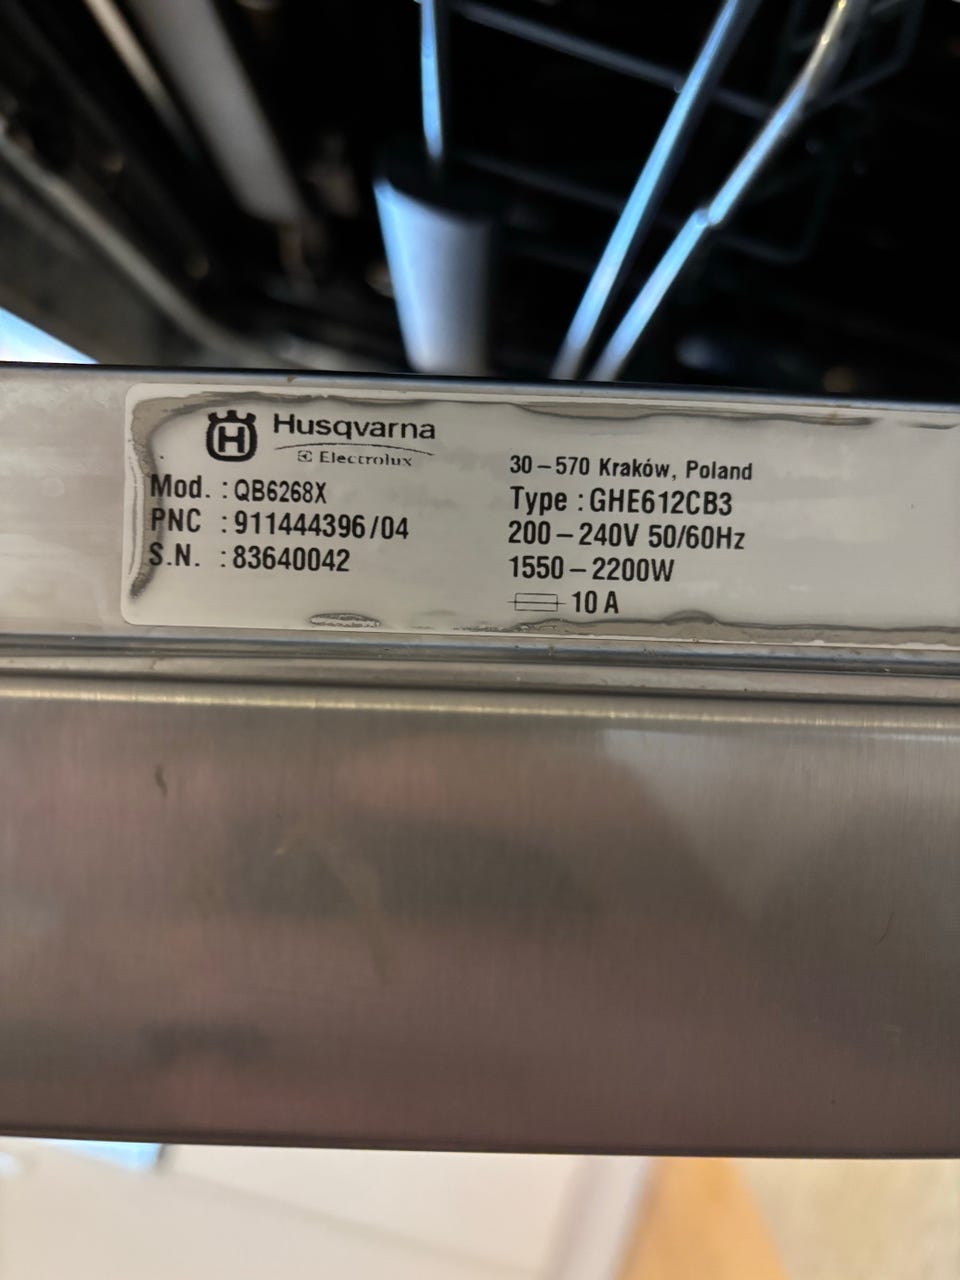 Husqvarna
Electrolux
Mod. : QB6268X
PNC : 911444396/04
S.N. : 83640042
30-570 Kraków, Poland
Type : GHE612CB3
200-240V 50/60Hz
1550-2200W
10 A